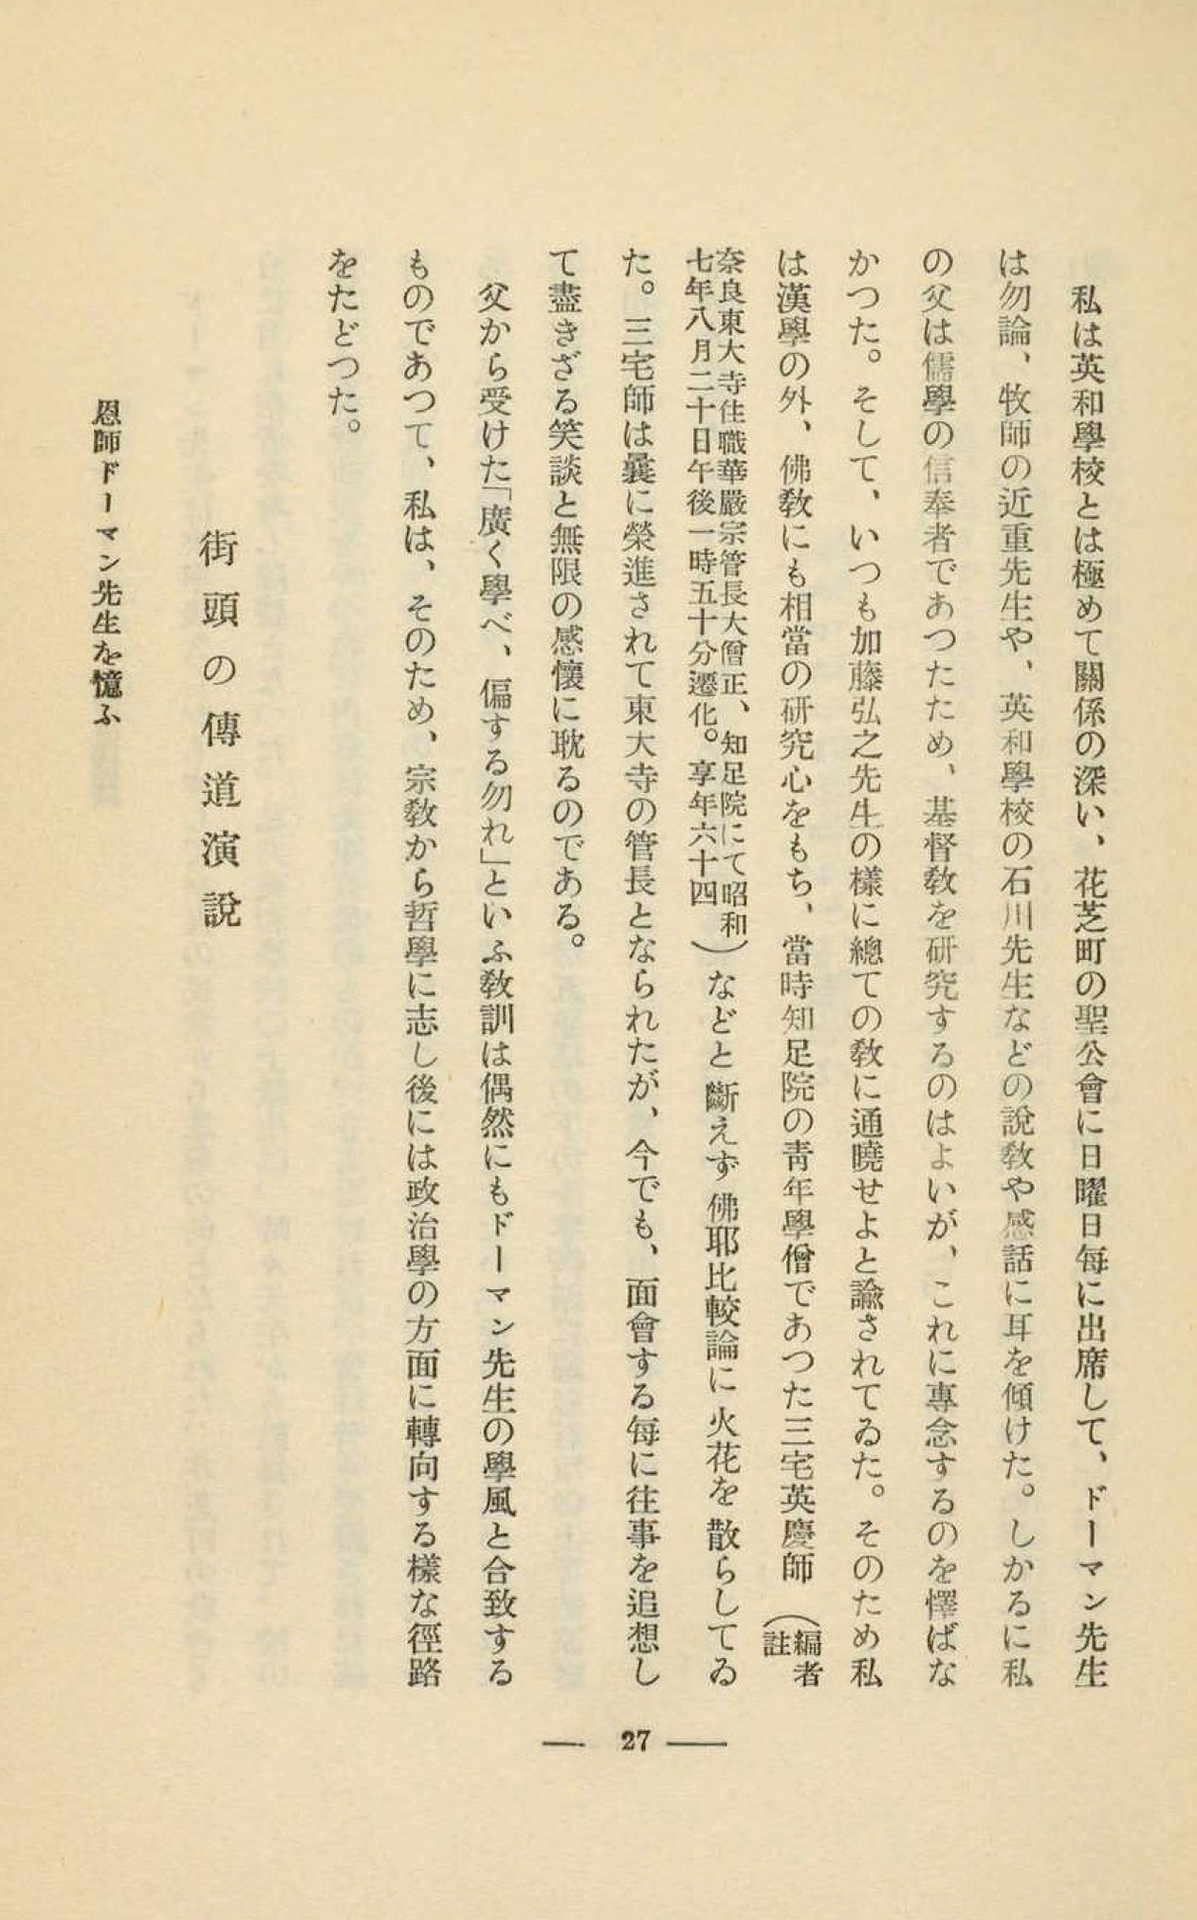 私は英和學校とは極めて關係の深い、花芝町の聖公會に日曜日每に出席して、ドーマン先生
は勿論、牧師の近重先生や、英和學校の石川先生などの說敎や感話に耳を傾けた。しかるに私
の父は儒學の信奉者であつたため、基督敎を硏究するのはよいが、これに專念するのを懌ばな
かつた。そして、いつも加藤弘之先生の樣に總ての敎に通曉せよと諭されてゐた。そのため私
は漢學の外、佛敎にも相當の硏究心をもち、當時知足院の靑年學僧であつた三宅英慶師（編者註
奈良東大寺住職華嚴宗管長大僧正、知足院にて昭和
七年八月二十日午後一時五十分遷化。享年六十四
）などと斷えず佛耶比較論に火花を散らしてゐ
た。三宅師は曩に榮進されて東大寺の管長となられたが、今でも、面會する每に往事を追想し
て盡きざる笑談と無限の感懷に耽るのである。
父から受けた「廣く學べ、偏する勿れ」といふ敎訓は偶然にもドーマン先生の學風と合致する
ものであつて、私は、そのため、宗敎から哲學に志し後には政治學の方面に轉向する樣な徑路
をたどつた。
街頭の傳道演說
恩師ドーマン先生を憶ふ
— 27 —